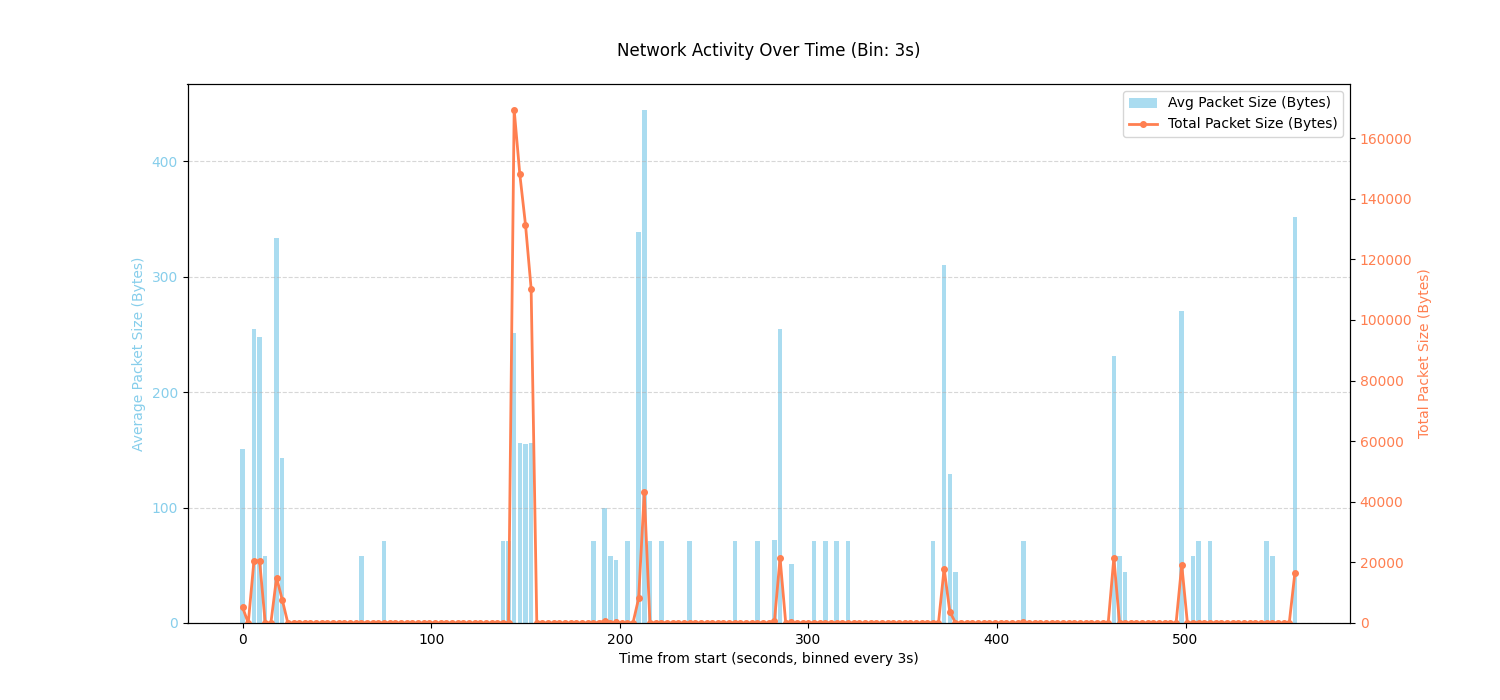 Network Activity Over Time (Bin: 3s)
Avg Packet Size (Bytes)
Total Packet Size (Bytes)
Average Packet Size (Bytes)
400
300
200
100
0
160000
140000
120000
100000
80000
60000
40000
20000
0
Total Packet Size (Bytes)
0 100 200 300 400 500
Time from start (seconds, binned every 3s)